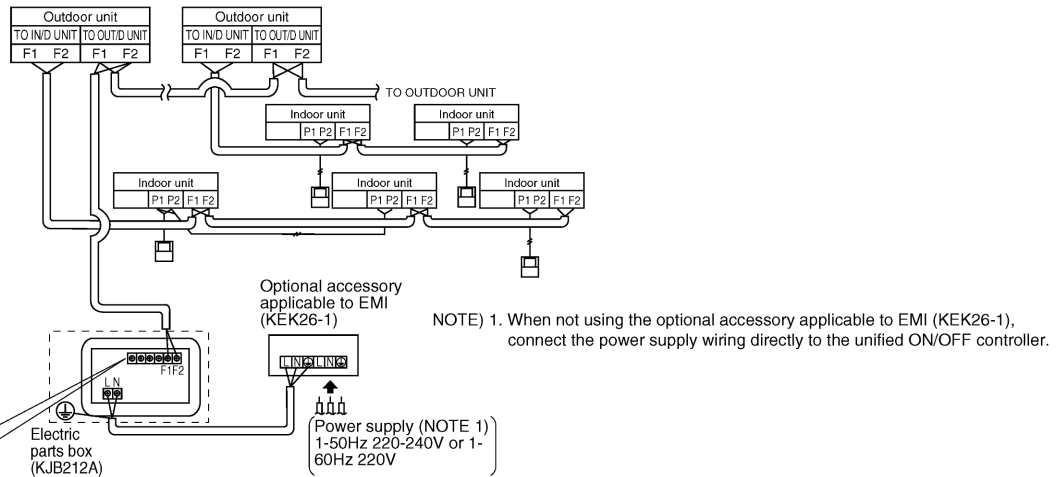 Outdoor unit
TO IN/D UNIT TO OUT/D UNIT
F1 F2 F1 F2
Outdoor unit
TO IN/D UNIT TO OUT/D UNIT
F1 F2 F1 F2
TO OUTDOOR UNIT
Indoor unit
P1 P2 F1 F2
Indoor unit
P1 P2 F1 F2
Indoor unit
P1 P2 F1 F2
Indoor unit
P1 P2 F1 F2
Indoor unit
P1 P2 F1 F2
Optional accessory
applicable to EMI
(KEK26-1)
L N L N
NOTE) 1. When not using the optional accessory applicable to EMI (KEK26-1),
connect the power supply wiring directly to the unified ON/OFF controller.
F1F2
L N
Electric
parts box
(KJB212A)
Power supply (NOTE 1)
1-50Hz 220-240V or 1-
60Hz 220V